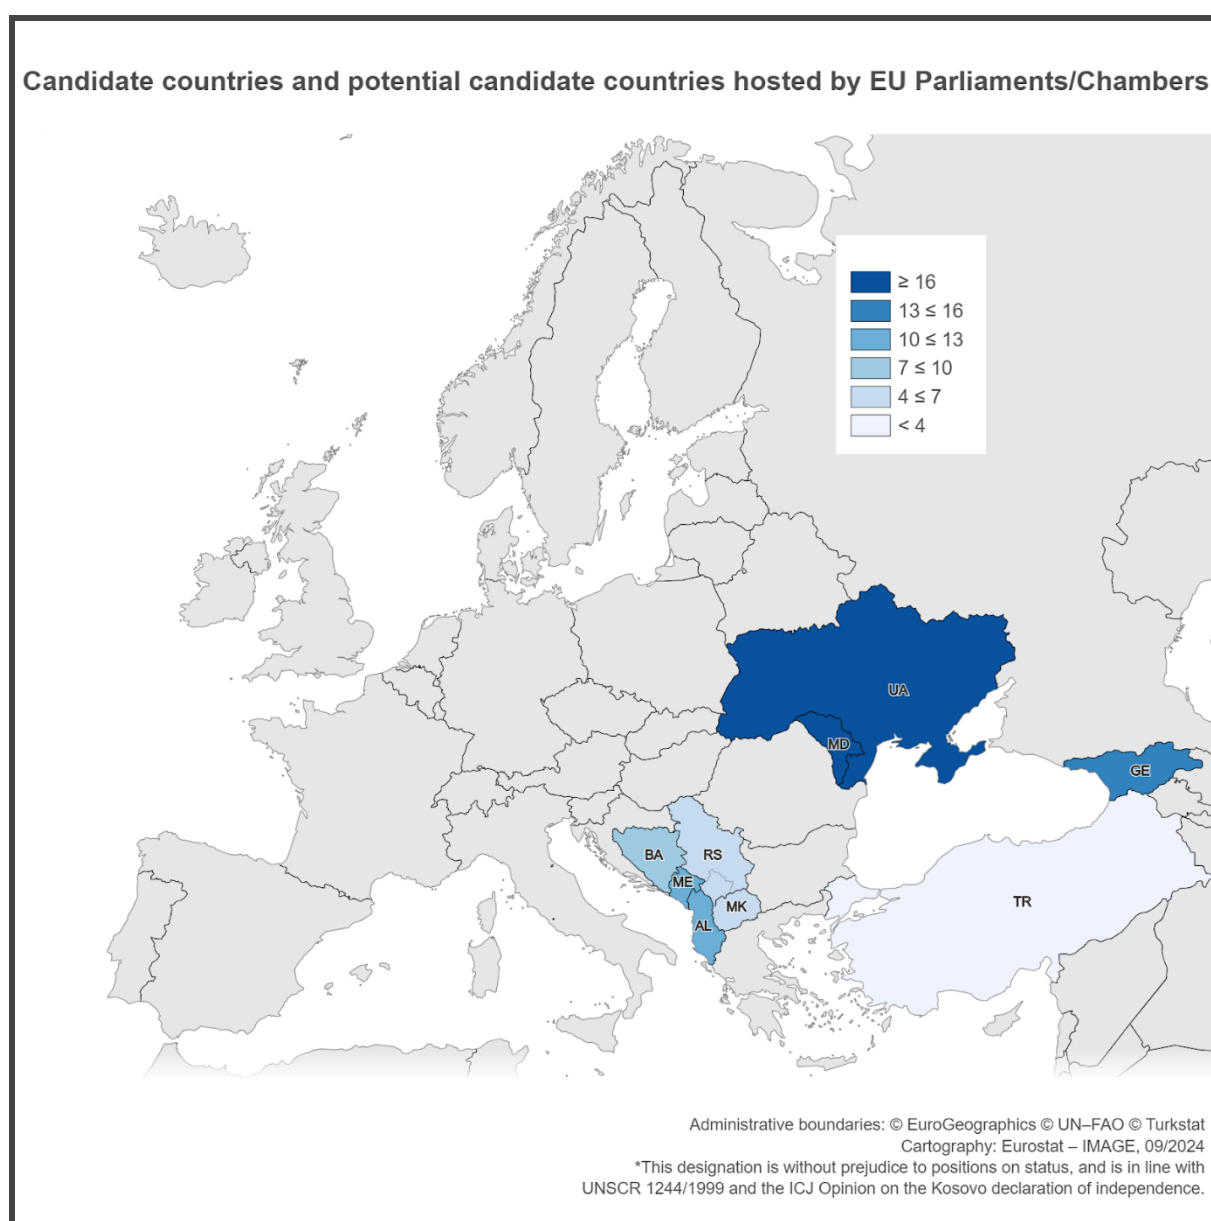 Candidate countries and potential candidate countries hosted by EU Parliaments/Chambers
≥ 16
13 ≤ 16
10 ≤ 13
7 ≤ 10
4 ≤ 7
< 4
UA
MD
GE
BA
RS
ME
MK
AL
TR
Administrative boundaries: © EuroGeographics © UN–FAO © Turkstat
Cartography: Eurostat – IMAGE, 09/2024
*This designation is without prejudice to positions on status, and is in line with
UNSCR 1244/1999 and the ICJ Opinion on the Kosovo declaration of independence.